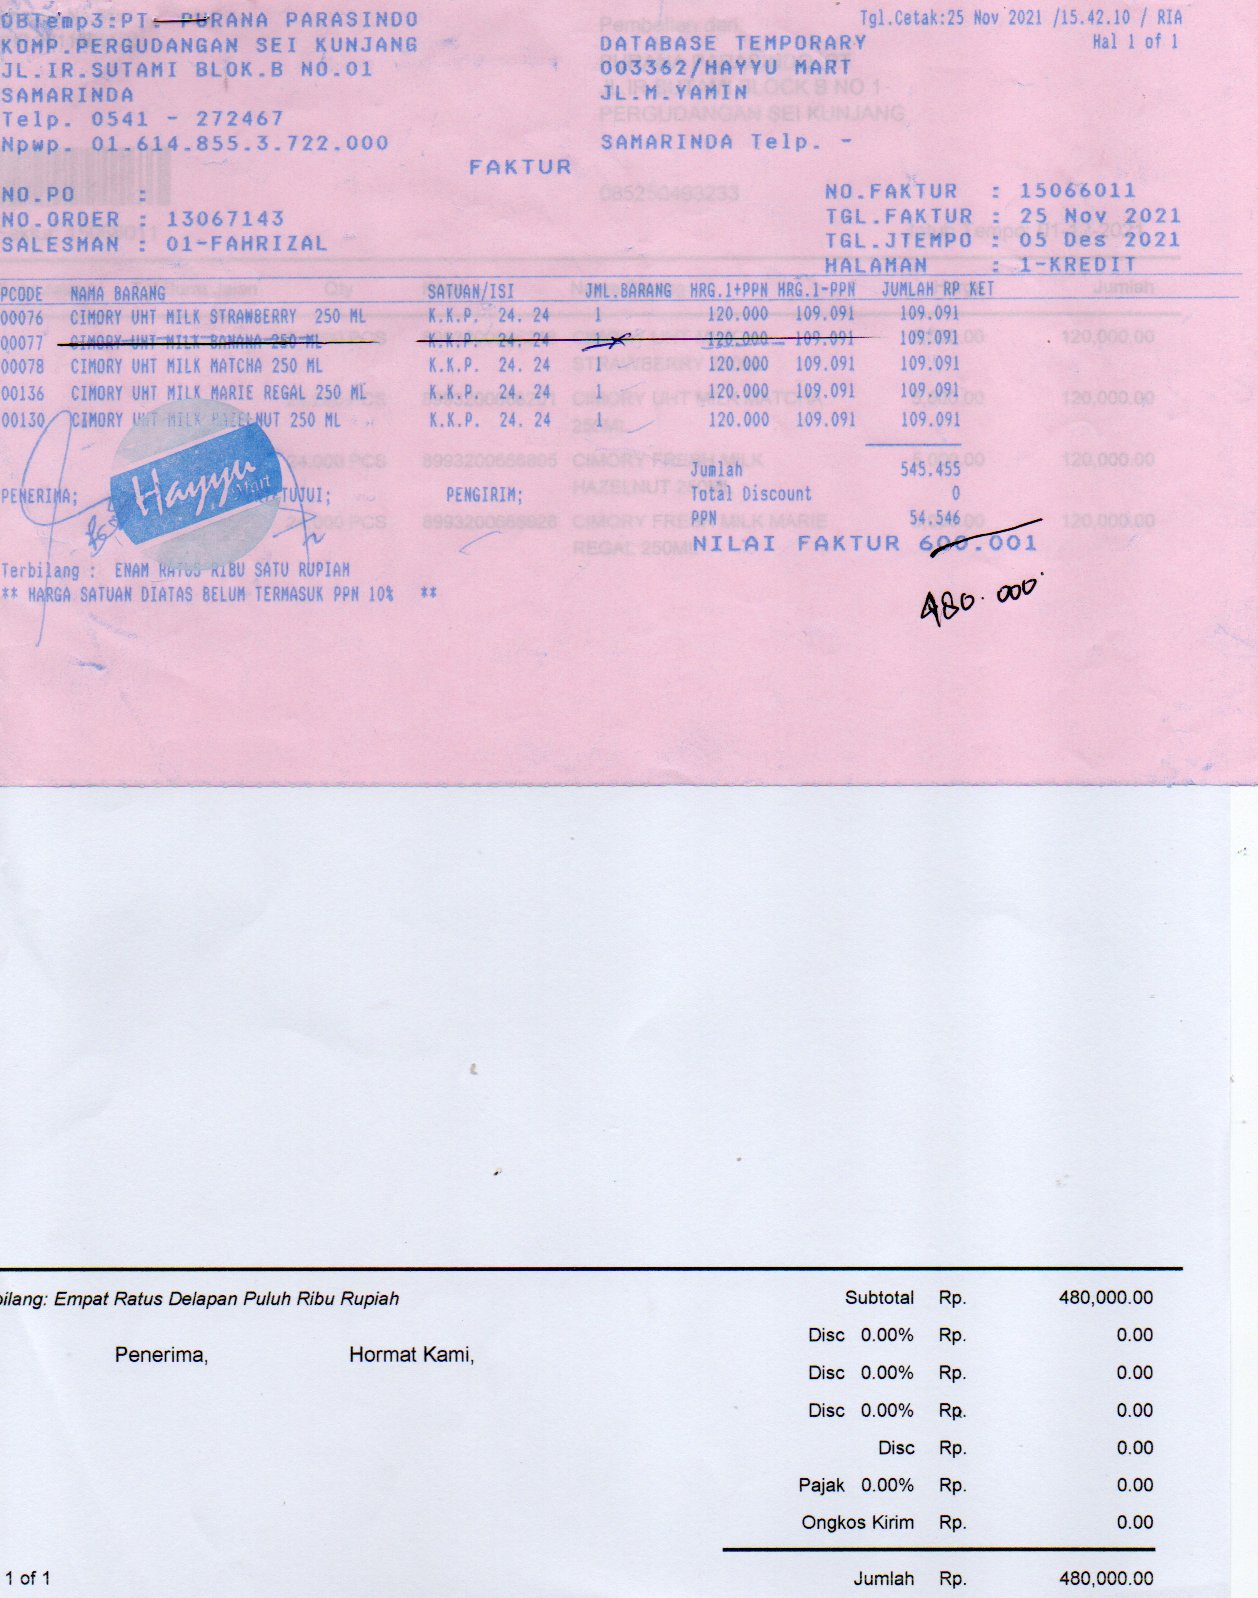 DBTemp3:PT. PURANA PARASINDO
KOMP.PERGUDANGAN SEI KUNJANG
JL.IR.SUTAMI BLOK.B NO.01
SAMARINDA
Telp. 0541 - 272467
Npwp. 01.614.855.3.722.000
Tgl.Cetak:25 Nov 2021 /15.42.10 / RIA
Hal 1 of 1
DATABASE TEMPORARY
003362/HAYYU MART
JL.M.YAMIN
SAMARINDA Telp. -
FAKTUR
NO.PO :
NO.ORDER : 13067143
SALESMAN : 01-FAHRIZAL
NO.FAKTUR : 15066011
TGL.FAKTUR : 25 Nov 2021
TGL.JTEMPO : 05 Des 2021
HALAMAN : 1-KREDIT
PCODE NAMA BARANG SATUAN/ISI JML.BARANG HRG.1+PPN HRG.1-PPN JUMLAH RP KET
00076 CIMORY UHT MILK STRAWBERRY 250 ML K.K.P. 24. 24 1 120.000 109.091 109.091
00077 CIMORY UHT MILK BANANA 250 ML K.K.P. 24. 24 1 120.000 109.091 109.091
00078 CIMORY UHT MILK MATCHA 250 ML K.K.P. 24. 24 1 120.000 109.091 109.091
00136 CIMORY UHT MILK MARIE REGAL 250 ML K.K.P. 24. 24 1 120.000 109.091 109.091
00130 CIMORY UHT MILK HAZELNUT 250 ML K.K.P. 24. 24 1 120.000 109.091 109.091
Jumlah 545.455
Total Discount 0
PPN 54.546
NILAI FAKTUR 600.001
480.000
PENERIMA; TUJUI; PENGIRIM;
Hayyu Mart
Terbilang : ENAM RATUS RIBU SATU RUPIAH
** HARGA SATUAN DIATAS BELUM TERMASUK PPN 10% **
bilang: Empat Ratus Delapan Puluh Ribu Rupiah
Penerima, Hormat Kami,
Subtotal Rp. 480,000.00
Disc 0.00% Rp. 0.00
Disc 0.00% Rp. 0.00
Disc 0.00% Rp. 0.00
Disc Rp. 0.00
Pajak 0.00% Rp. 0.00
Ongkos Kirim Rp. 0.00
Jumlah Rp. 480,000.00
1 of 1